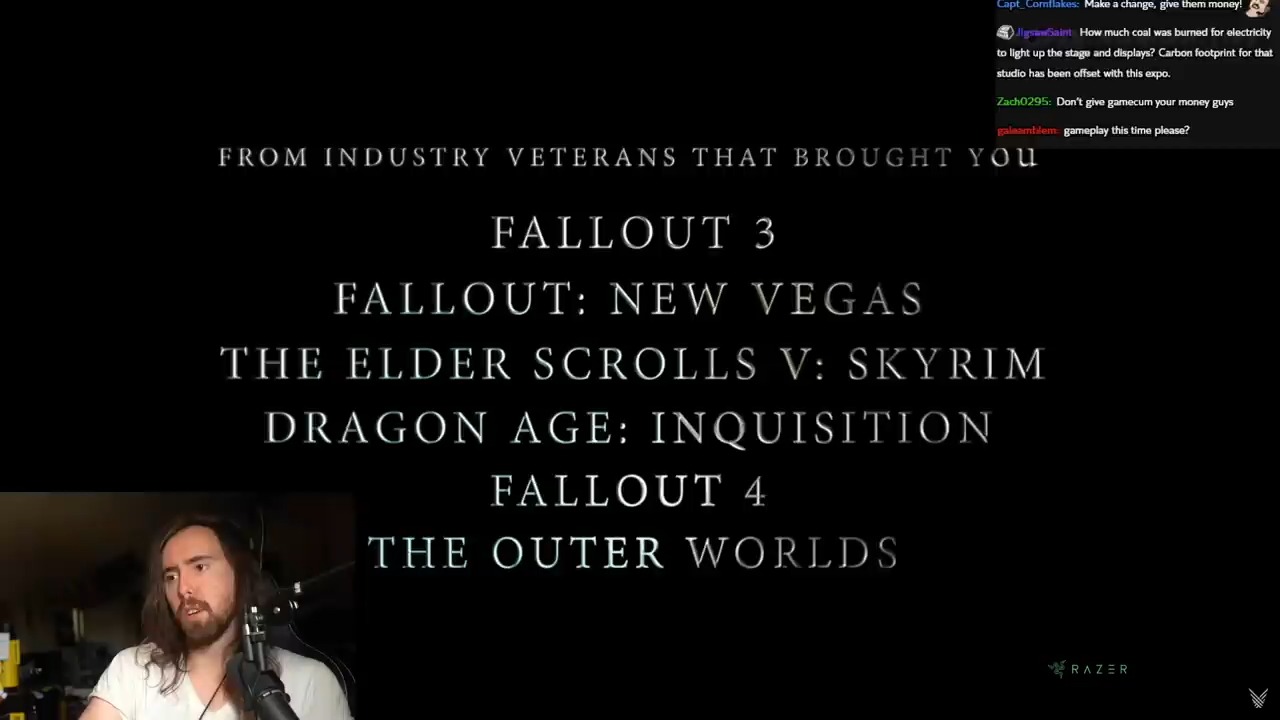 Capt_Cornflakes: Make a change, give them money!
JigsawSaint: How much coal was burned for electricity
to light up the stage and displays? Carbon footprint for that
studio has been offset with this expo.
Zach0295: Don't give gamecum your money guys
galeamblem: gameplay this time please?
FROM INDUSTRY VETERANS THAT BROUGHT YOU
FALLOUT 3
FALLOUT: NEW VEGAS
THE ELDER SCROLLS V: SKYRIM
DRAGON AGE: INQUISITION
FALLOUT 4
THE OUTER WORLDS
RAZER